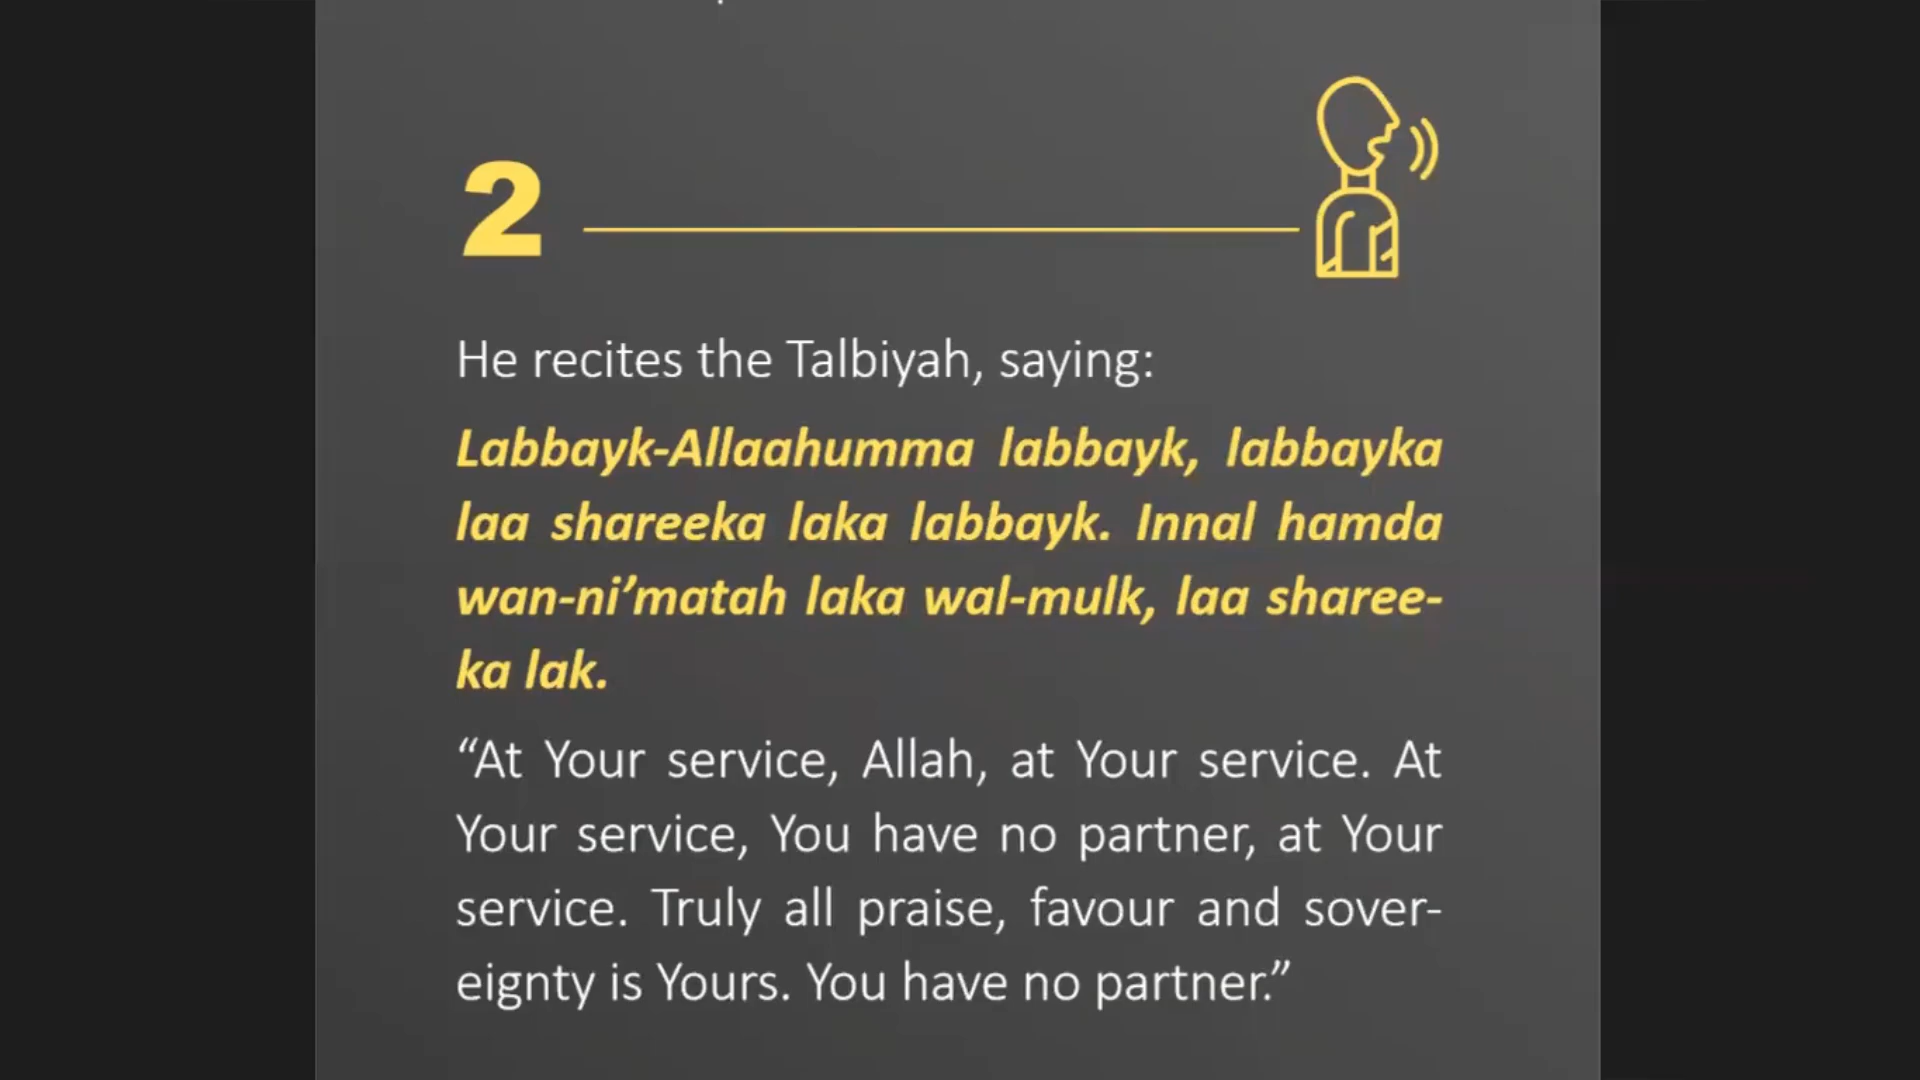 2
He recites the Talbiyah, saying:
Labbayk-Allaahumma labbayk, labbayka
laa shareeka laka labbayk. Innal hamda
wan-ni’matah laka wal-mulk, laa sharee-
ka lak.
“At Your service, Allah, at Your service. At
Your service, You have no partner, at Your
service. Truly all praise, favour and sover-
eignty is Yours. You have no partner.”